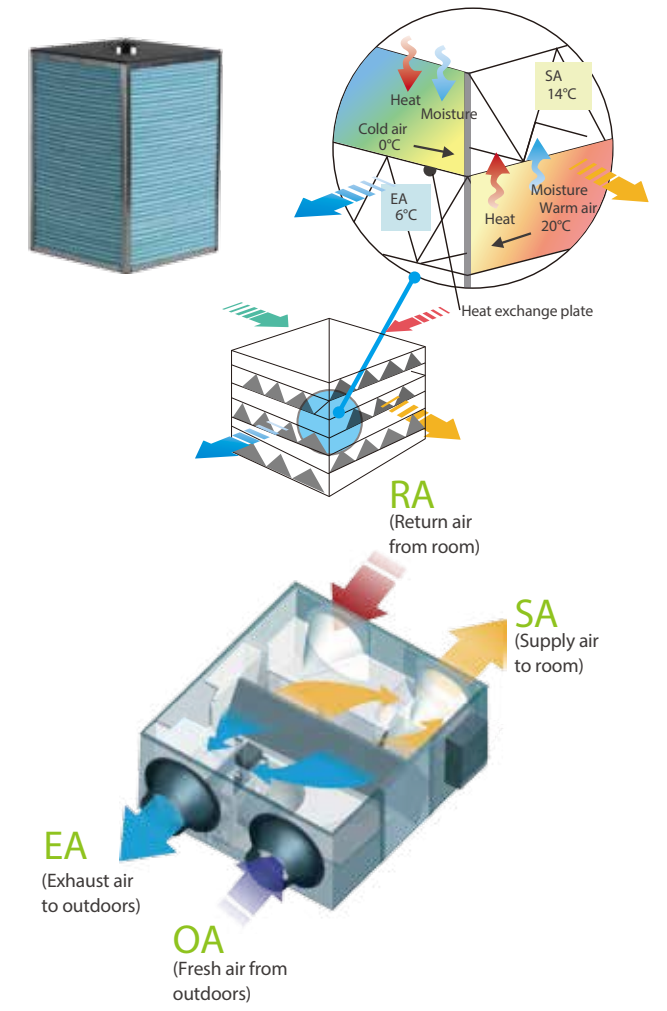 SA
14°C
Heat
Moisture
Cold air
0°C
EA
6°C
Moisture
Warm air
20°C
Heat
Heat exchange plate
RA
(Return air
from room)
SA
(Supply air
to room)
EA
(Exhaust air
to outdoors)
OA
(Fresh air from
outdoors)